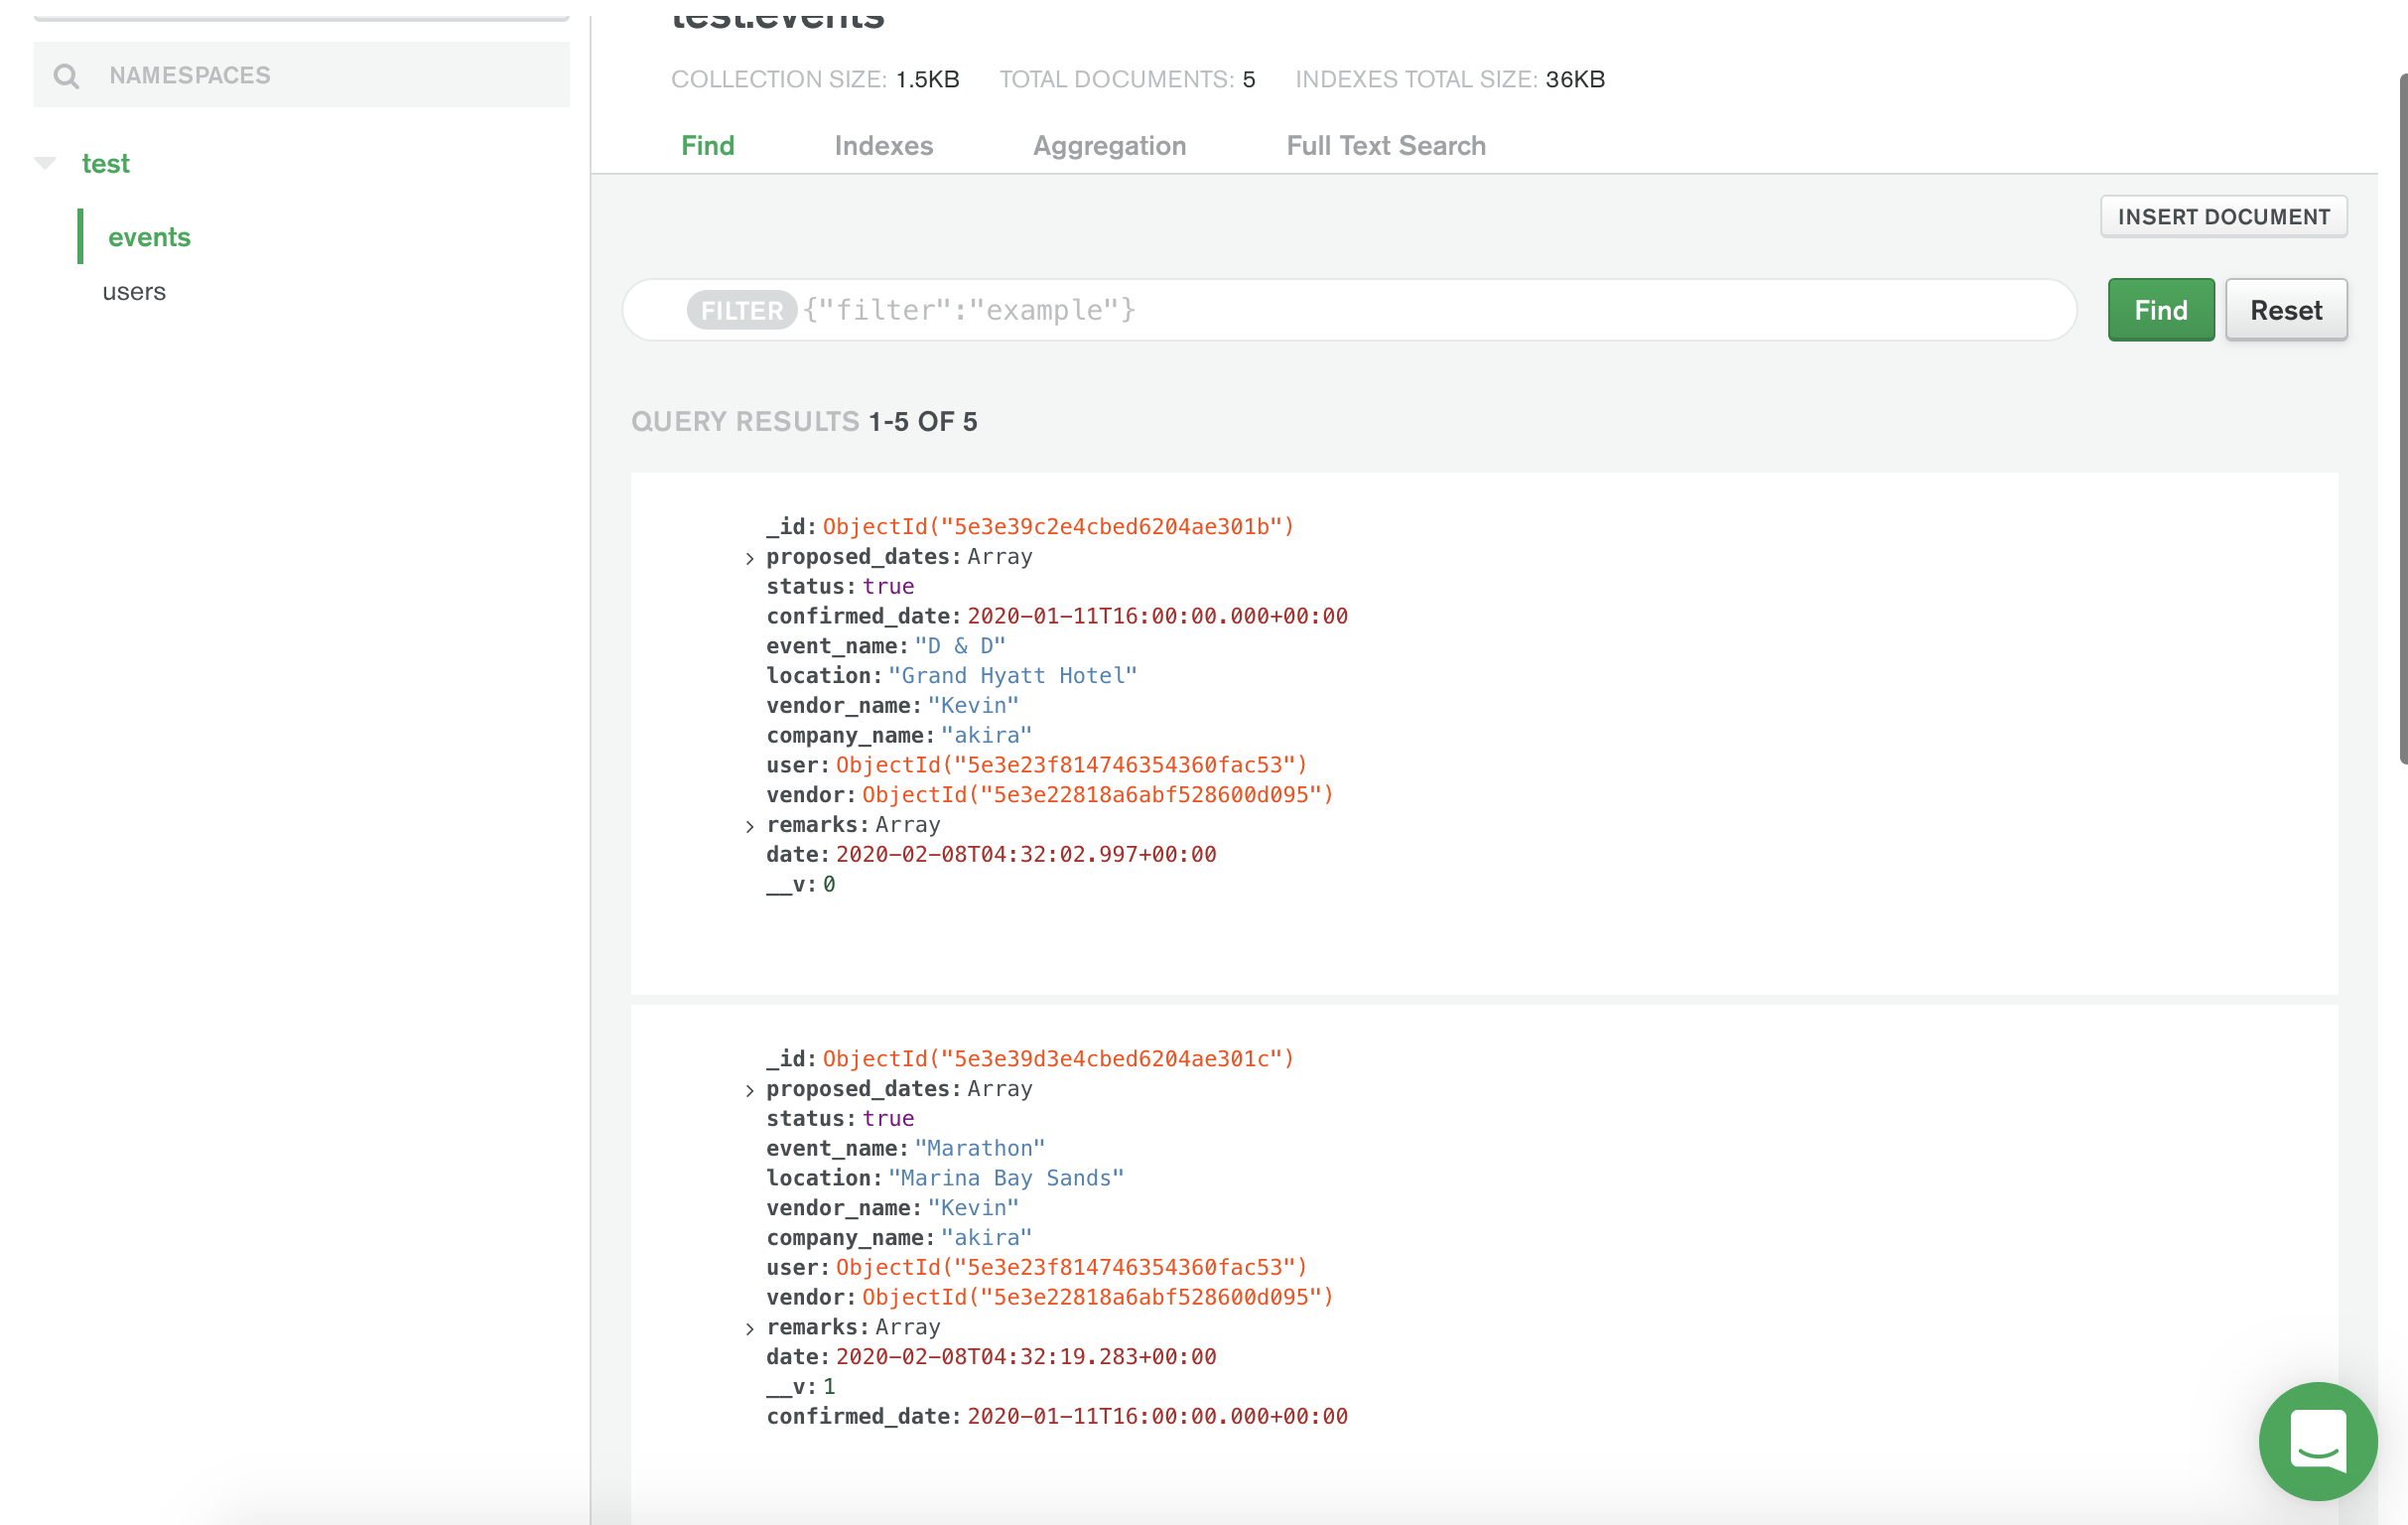 NAMESPACES
test
events
users
test.events
COLLECTION SIZE: 1.5KB TOTAL DOCUMENTS: 5 INDEXES TOTAL SIZE: 36KB
Find Indexes Aggregation Full Text Search
INSERT DOCUMENT
FILTER {"filter":"example"} Find Reset
QUERY RESULTS 1-5 OF 5
_id: ObjectId("5e3e39c2e4cbed6204ae301b")
> proposed_dates: Array
status: true
confirmed_date: 2020-01-11T16:00:00.000+00:00
event_name: "D & D"
location: "Grand Hyatt Hotel"
vendor_name: "Kevin"
company_name: "akira"
user: ObjectId("5e3e23f814746354360fac53")
vendor: ObjectId("5e3e22818a6abf528600d095")
> remarks: Array
date: 2020-02-08T04:32:02.997+00:00
__v: 0
_id: ObjectId("5e3e39d3e4cbed6204ae301c")
> proposed_dates: Array
status: true
event_name: "Marathon"
location: "Marina Bay Sands"
vendor_name: "Kevin"
company_name: "akira"
user: ObjectId("5e3e23f814746354360fac53")
vendor: ObjectId("5e3e22818a6abf528600d095")
> remarks: Array
date: 2020-02-08T04:32:19.283+00:00
__v: 1
confirmed_date: 2020-01-11T16:00:00.000+00:00